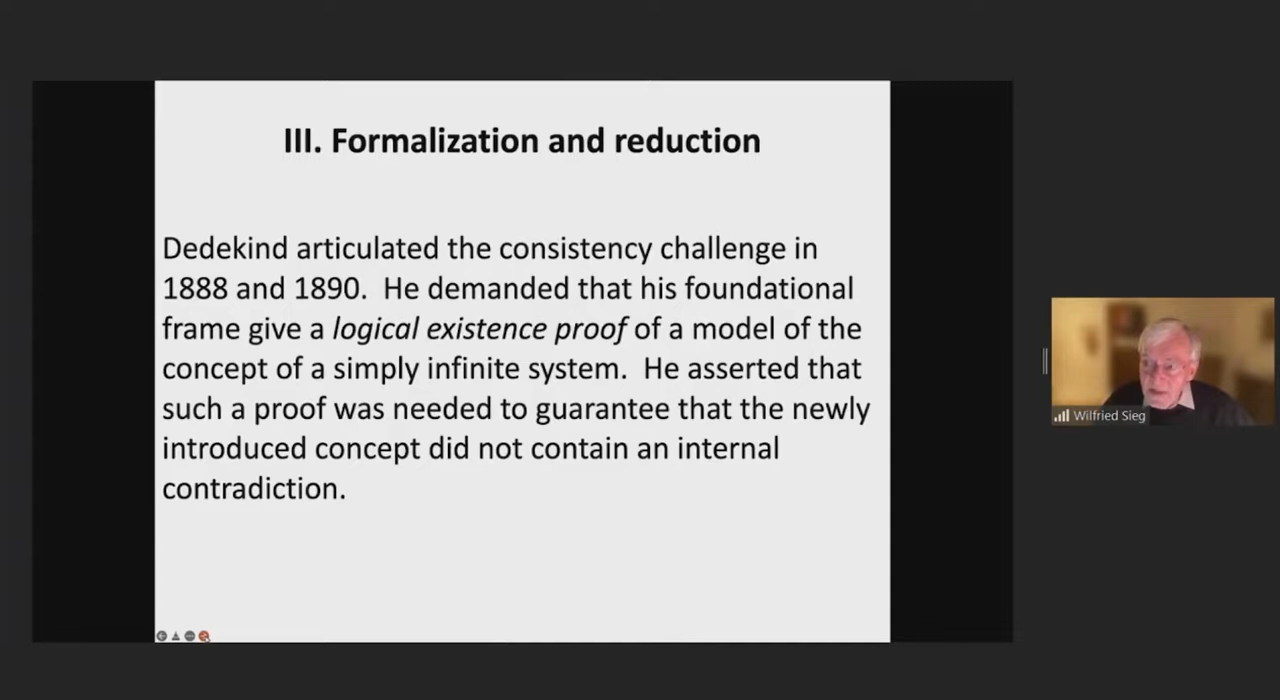 III. Formalization and reduction
Dedekind articulated the consistency challenge in
1888 and 1890.  He demanded that his foundational
frame give a logical existence proof of a model of the
concept of a simply infinite system.  He asserted that
such a proof was needed to guarantee that the newly
introduced concept did not contain an internal
contradiction.
Wilfried Sieg